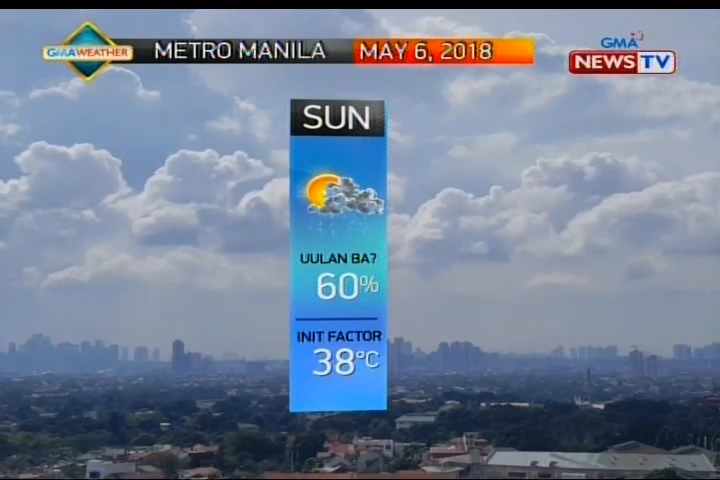 GMA WEATHER
METRO MANILA
MAY 6, 2018
GMA
NEWS TV
SUN
UULAN BA?
60%
INIT FACTOR
38°C